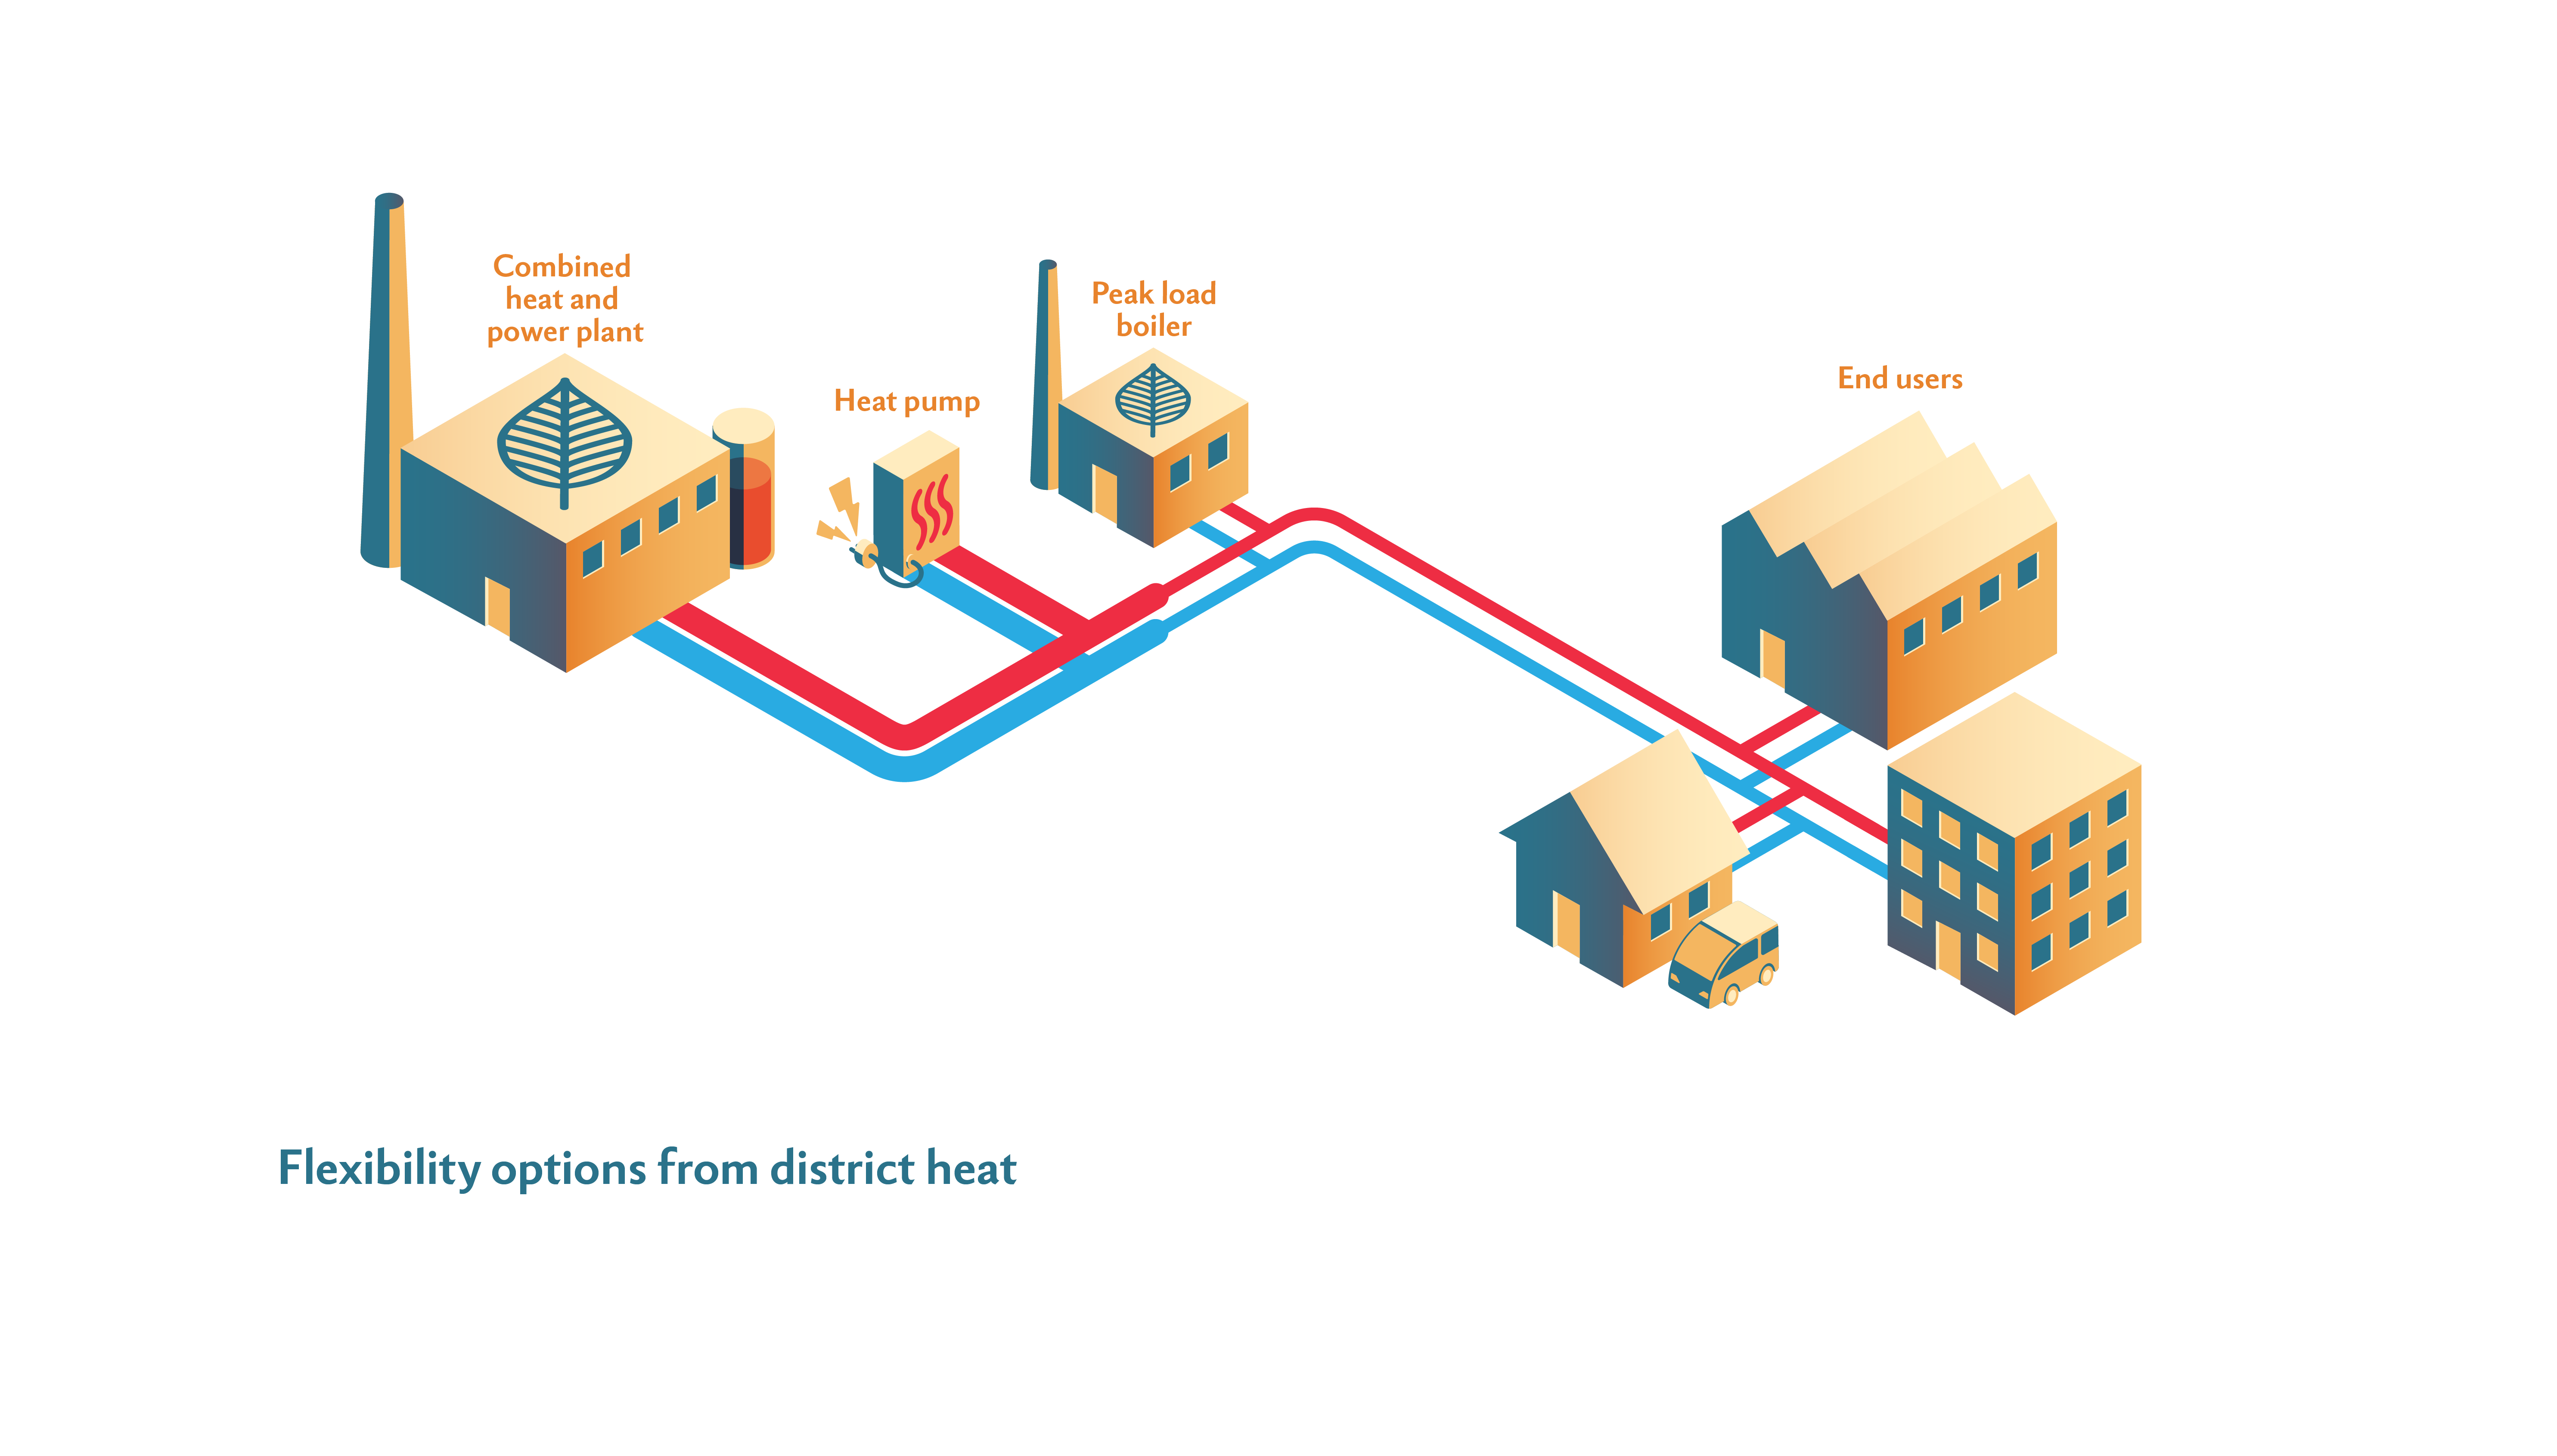 Combined
heat and
power plant
Heat pump
Peak load
boiler
End users
Flexibility options from district heat